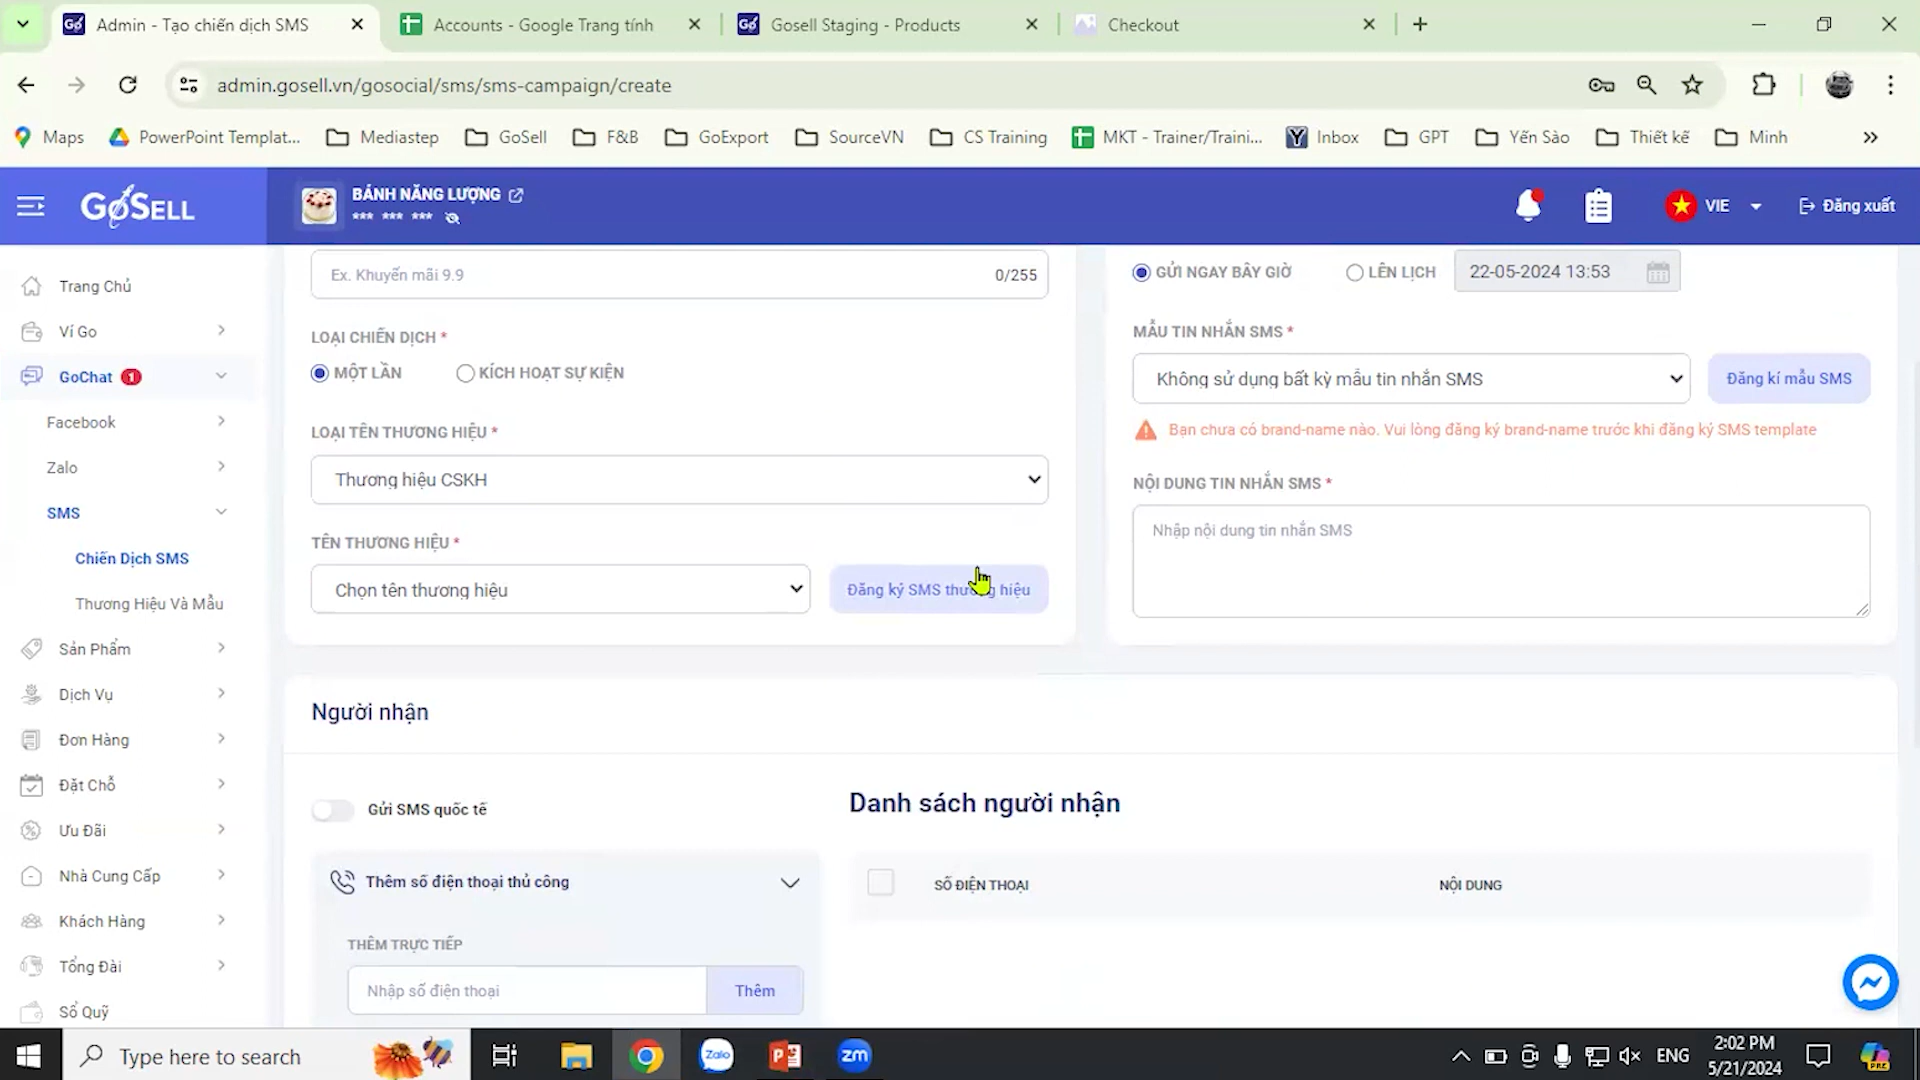 Admin - Tạo chiến dịch SMS
Accounts - Google Trang tính
Gosell Staging - Products
Checkout
admin.gosell.vn/gosocial/sms/sms-campaign/create
Maps
PowerPoint Templat...
Mediastep
GoSell
F&B
GoExport
SourceVN
CS Training
MKT - Trainer/Traini...
Inbox
GPT
Yến Sào
Thiết kế
Minh
GOSELL
BÁNH NĂNG LƯỢNG
*** *** ***
VIE
Đăng xuất
Trang Chủ
Ví Go
GoChat 1
Facebook
Zalo
SMS
Chiến Dịch SMS
Thương Hiệu Và Mẫu
Sản Phẩm
Dịch Vụ
Đơn Hàng
Đặt Chỗ
Ưu Đãi
Nhà Cung Cấp
Khách Hàng
Tổng Đài
Sổ Quỹ
Ex. Khuyến mãi 9.9
0/255
LOẠI CHIẾN DỊCH *
MỘT LẦN
KÍCH HOẠT SỰ KIỆN
LOẠI TÊN THƯƠNG HIỆU *
Thương hiệu CSKH
TÊN THƯƠNG HIỆU *
Chọn tên thương hiệu
Đăng ký SMS thương hiệu
GỬI NGAY BÂY GIỜ
LÊN LỊCH
22-05-2024 13:53
MẪU TIN NHẮN SMS *
Không sử dụng bất kỳ mẫu tin nhắn SMS
Đăng kí mẫu SMS
Bạn chưa có brand-name nào. Vui lòng đăng ký brand-name trước khi đăng ký SMS template
NỘI DUNG TIN NHẮN SMS *
Nhập nội dung tin nhắn SMS
Người nhận
Gửi SMS quốc tế
Thêm số điện thoại thủ công
THÊM TRỰC TIẾP
Nhập số điện thoại
Thêm
Danh sách người nhận
SỐ ĐIỆN THOẠI
NỘI DUNG
Type here to search
Zalo
zm
ENG
2:02 PM
5/21/2024
PRE